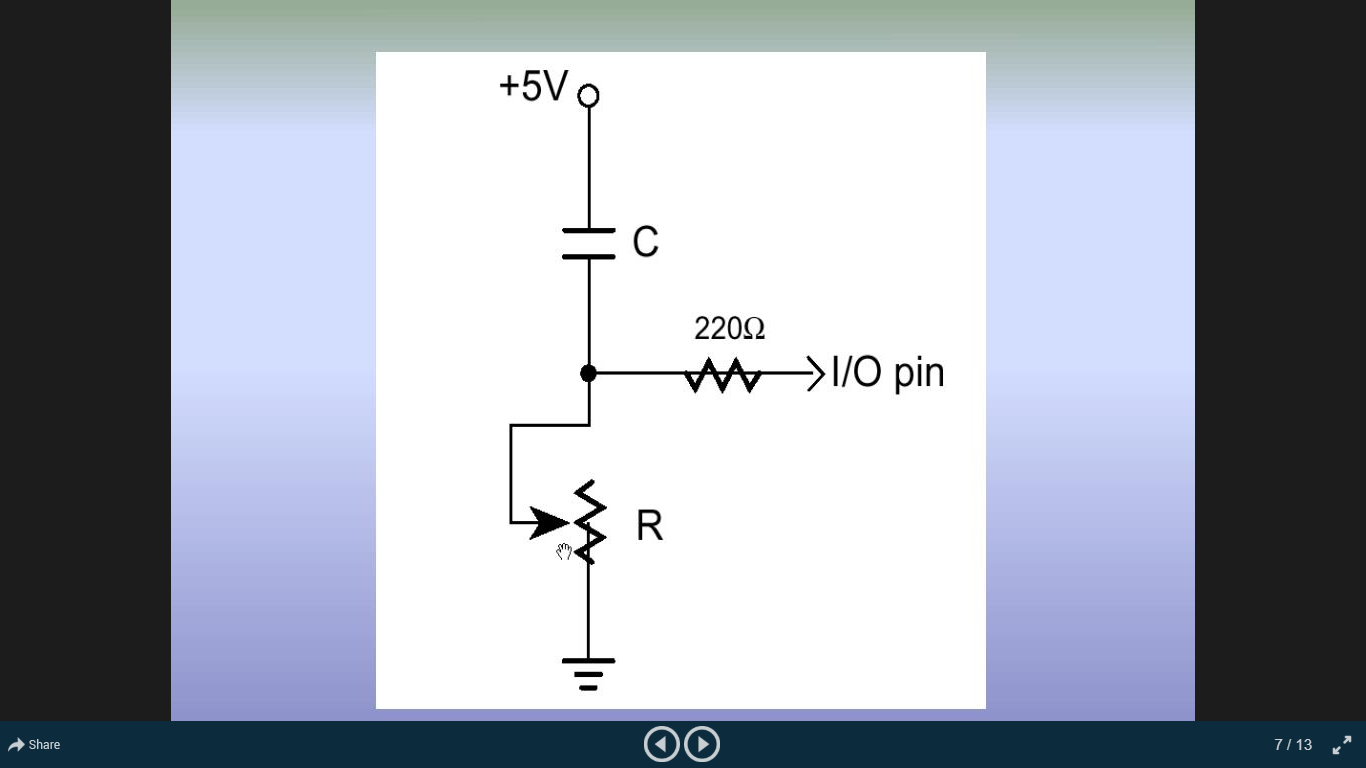 +5V
C
220Ω
I/O pin
R
Share
7 / 13